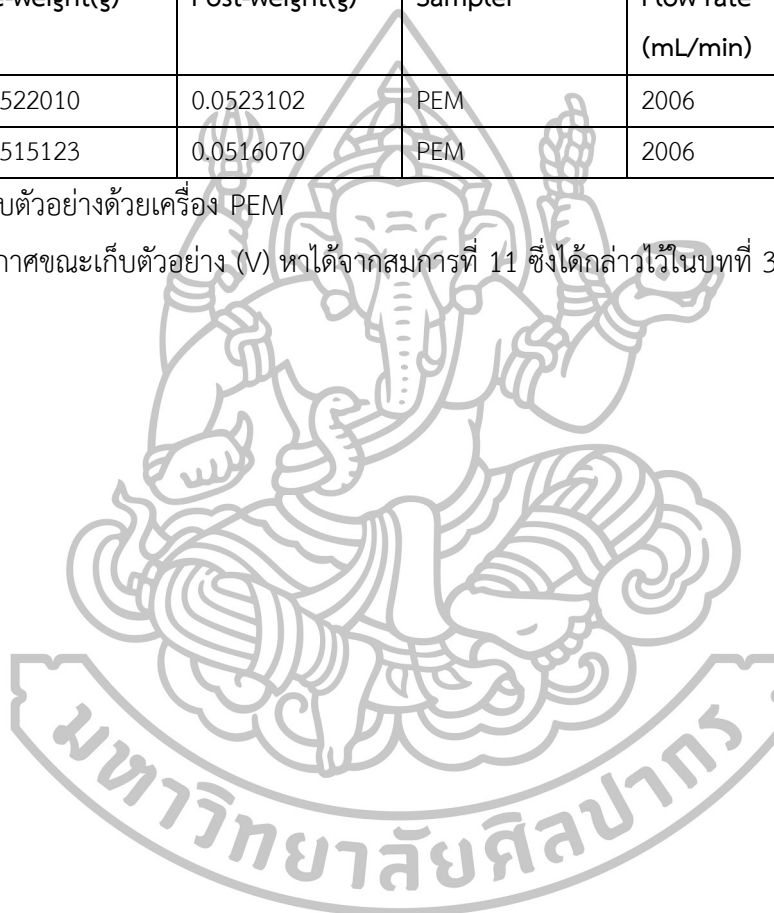 e-weight(g) Post-weight(g) Sampler Flow rate
(mL/min)
522010 0.0523102 PEM 2006
515123 0.0516070 PEM 2006
บตัวอย่างด้วยเครื่อง PEM
กาศขณะเก็บตัวอย่าง (V) หาได้จากสมการที่ 11 ซึ่งได้กล่าวไว้ในบทที่ 3
มหาวิทยาลัยศิลปากร